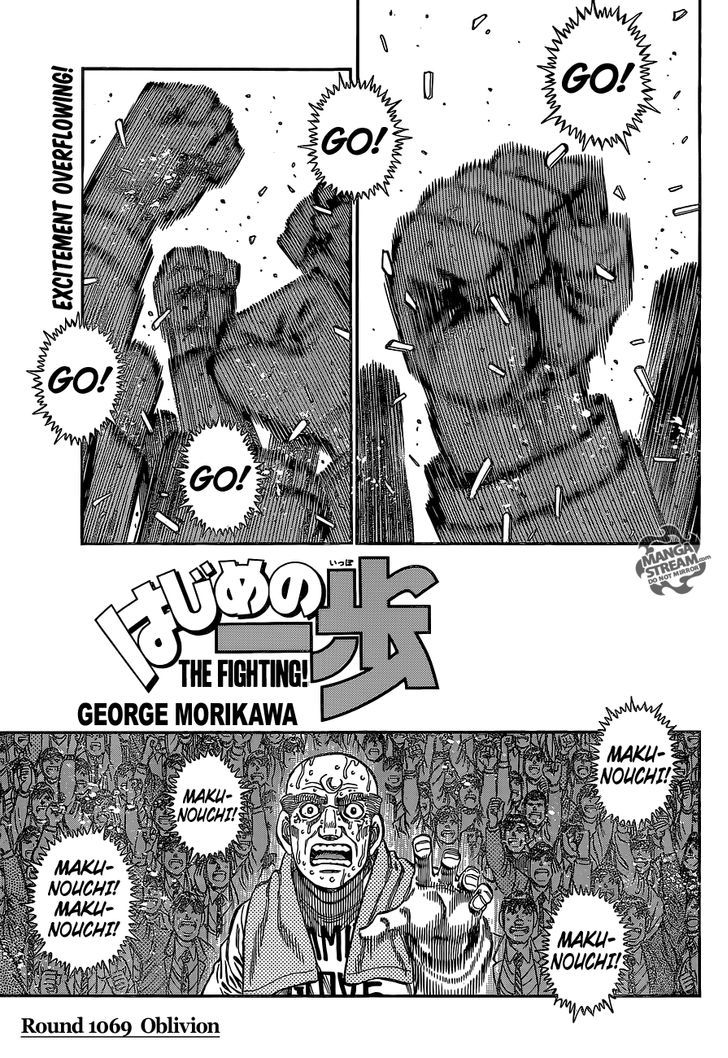 EXCITEMENT OVERFLOWING!
GO!
GO!
GO!
GO!
MANGA
STREAM.com
DO NOT MIRROR
いっぽ
はじめの一歩
THE FIGHTING!
GEORGE MORIKAWA
MAKU-
NOUCHI!
MAKU-
NOUCHI!
MAKU-
NOUCHI!
MAKU-
NOUCHI!
MAKU-
NOUCHI!
Round 1069 Oblivion